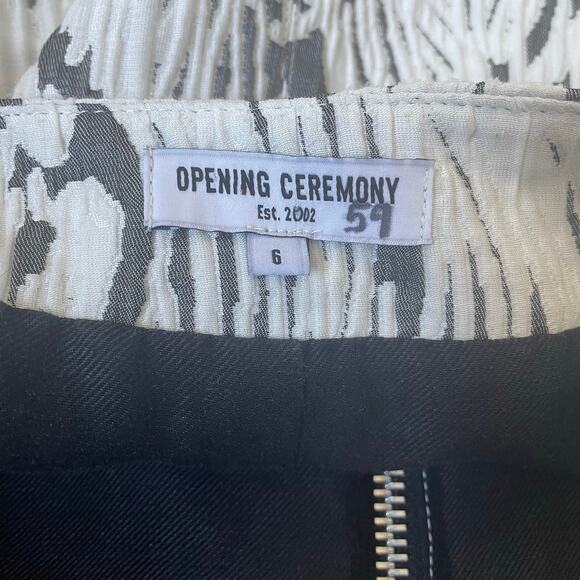 OPENING CEREMONY
Est. 2002 59
6